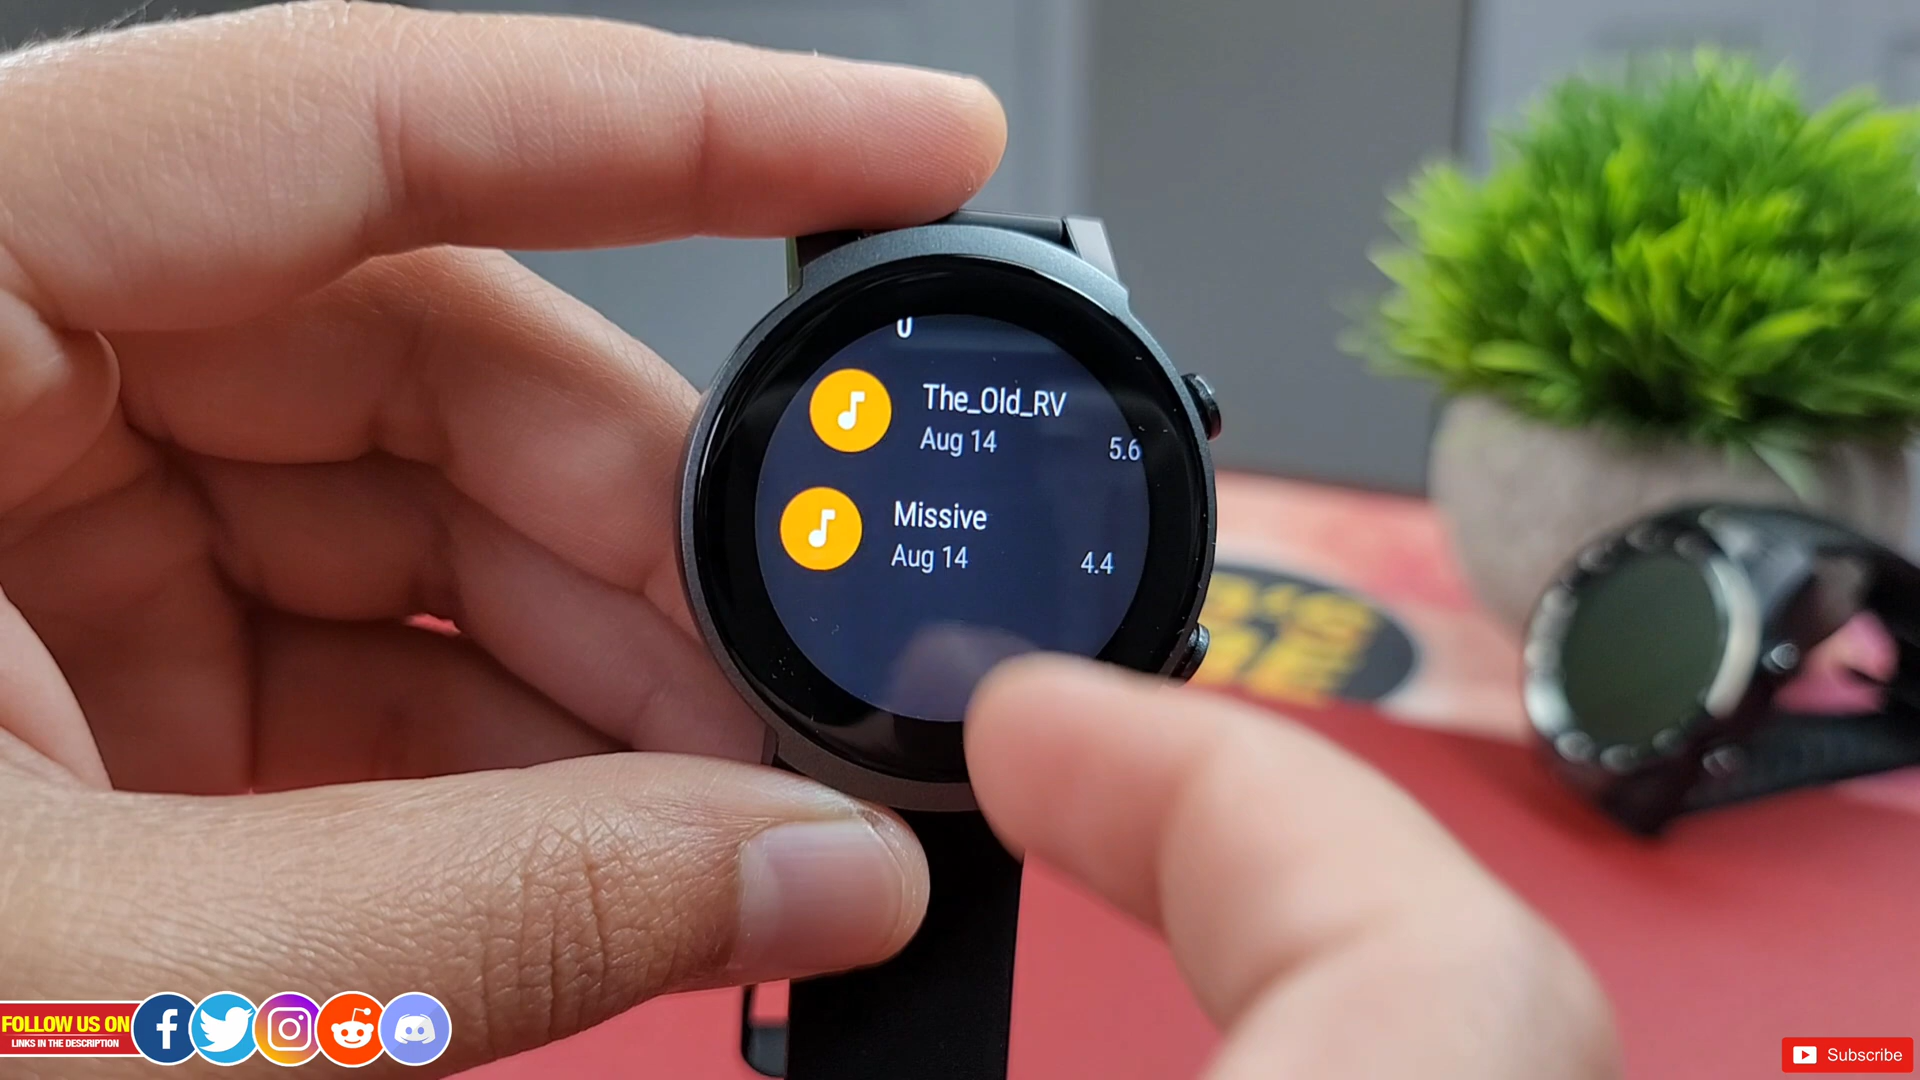 The_Old_RV
Aug 14 5.6
Missive
Aug 14 4.4
FOLLOW US ON
LINKS IN THE DESCRIPTION
Subscribe